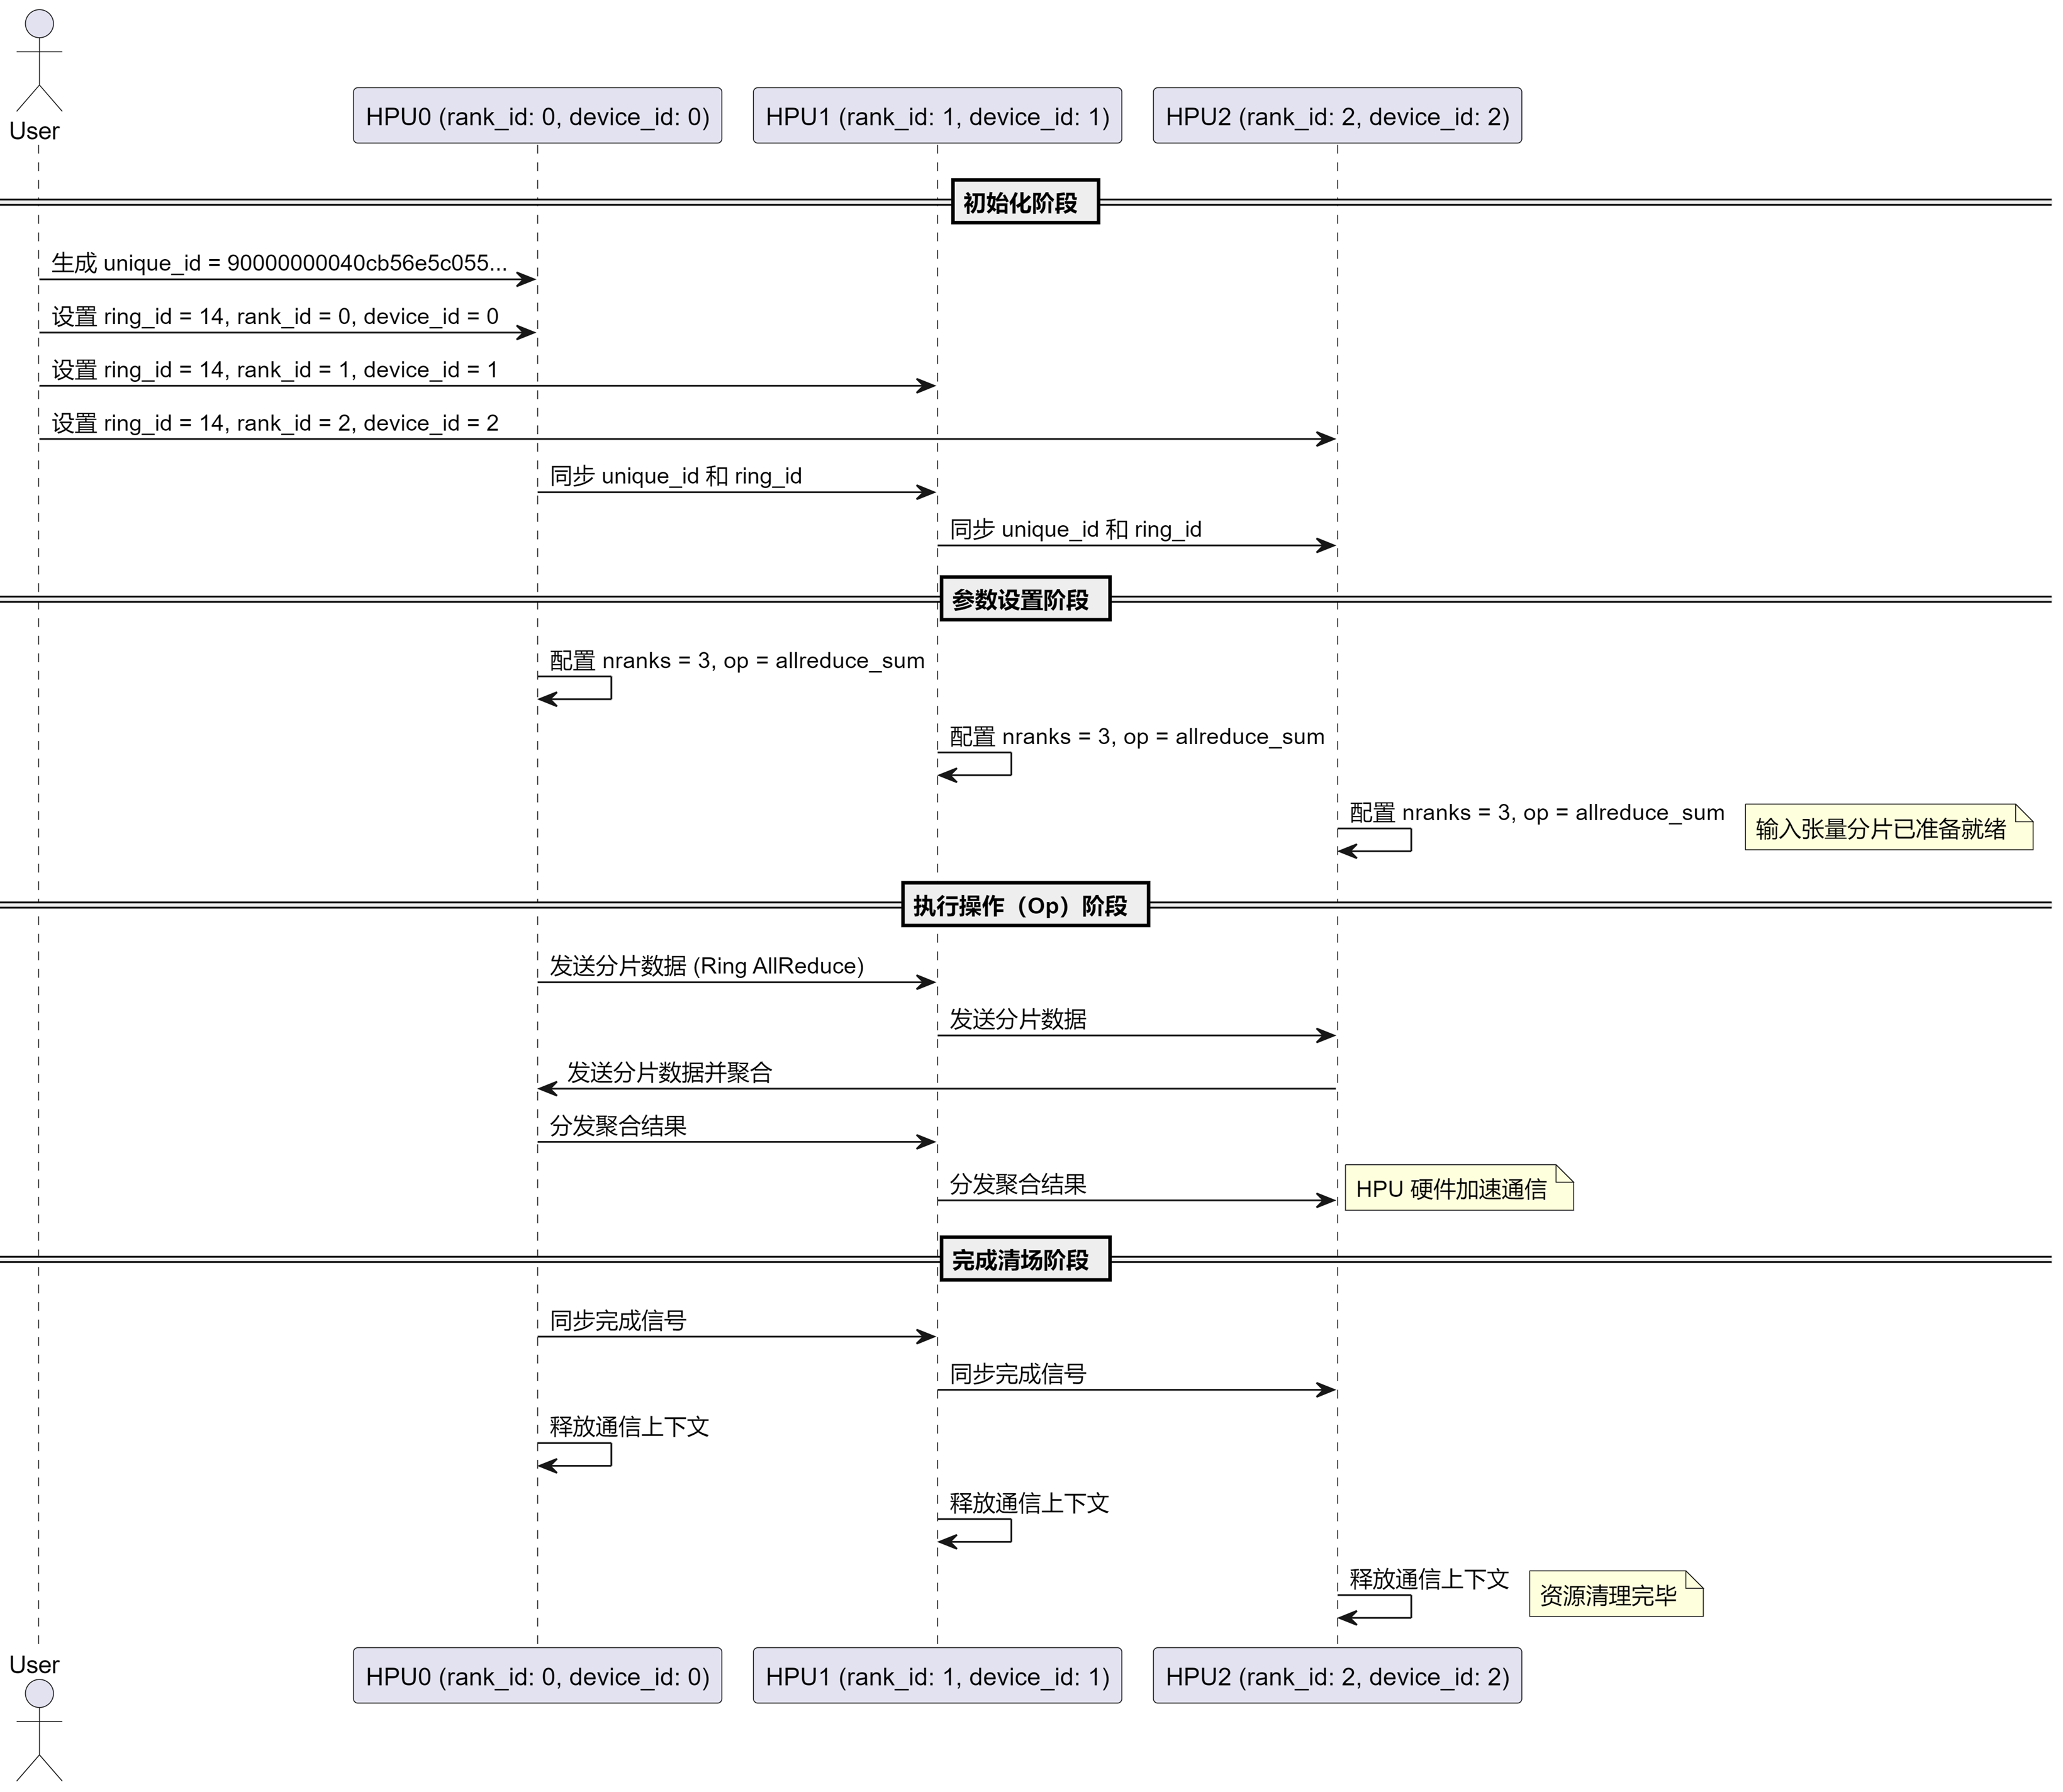 User
HPU0 (rank_id: 0, device_id: 0)
HPU1 (rank_id: 1, device_id: 1)
HPU2 (rank_id: 2, device_id: 2)
初始化阶段
生成 unique_id = 90000000040cb56e5c055...
设置 ring_id = 14, rank_id = 0, device_id = 0
设置 ring_id = 14, rank_id = 1, device_id = 1
设置 ring_id = 14, rank_id = 2, device_id = 2
同步 unique_id 和 ring_id
同步 unique_id 和 ring_id
参数设置阶段
配置 nranks = 3, op = allreduce_sum
配置 nranks = 3, op = allreduce_sum
配置 nranks = 3, op = allreduce_sum
输入张量分片已准备就绪
执行操作（Op）阶段
发送分片数据 (Ring AllReduce)
发送分片数据
发送分片数据并聚合
分发聚合结果
分发聚合结果
HPU 硬件加速通信
完成清场阶段
同步完成信号
同步完成信号
释放通信上下文
释放通信上下文
释放通信上下文
资源清理完毕
User
HPU0 (rank_id: 0, device_id: 0)
HPU1 (rank_id: 1, device_id: 1)
HPU2 (rank_id: 2, device_id: 2)